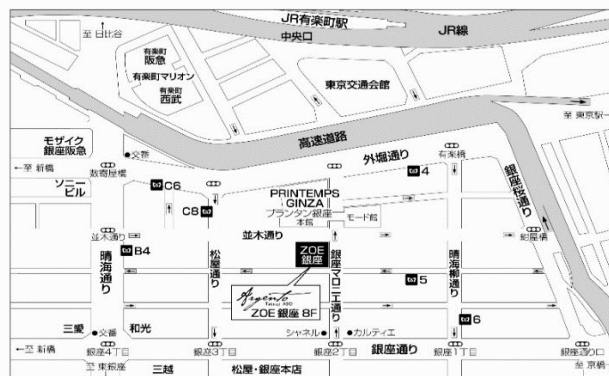 JR有楽町駅
中央口
JR線
至 日比谷
有楽町
阪急
有楽町マリオン
有楽町
西武
東京交通会館
至 東京駅
高速道路
モザイク
銀座阪急
交番
←至 新橋
数寄屋橋
外堀通り
有楽橋
ソニー
ビル
C6
4
銀座桜通り
PRINTEMPS
GINZA
プランタン銀座
本館
モード館
C8
並木通り
並木通り
紺屋橋
B4
ZOE
銀座
晴海通り
松屋通り
銀座マロニエ通り
晴海柳通り
5
Argento
ZOE 銀座 8F
6
三愛
交番
和光
シャネル
カルティエ
←至 新橋
銀座4丁目
銀座3丁目
銀座2丁目
銀座通り
銀座1丁目
銀座通り口
至 東銀座
三越
松屋・銀座本店
至 京橋